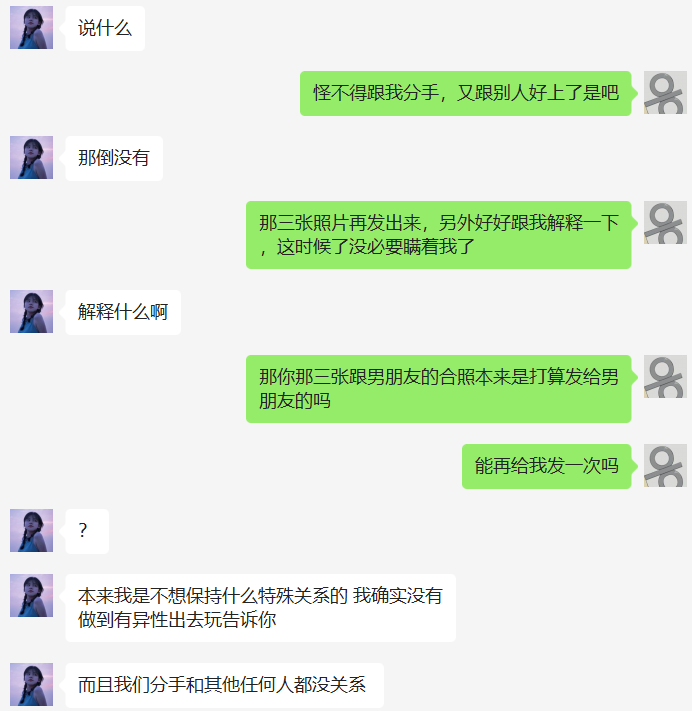 说什么
怪不得跟我分手，又跟别人好上了是吧
那倒没有
那三张照片再发出来，另外好好跟我解释一下
，这时候了没必要瞒着我了
解释什么啊
那你那三张跟男朋友的合照本来是打算发给男
朋友的吗
能再给我发一次吗
？
本来我是不想保持什么特殊关系的 我确实没有
做到有异性出去玩告诉你
而且我们分手和其他任何人都没关系